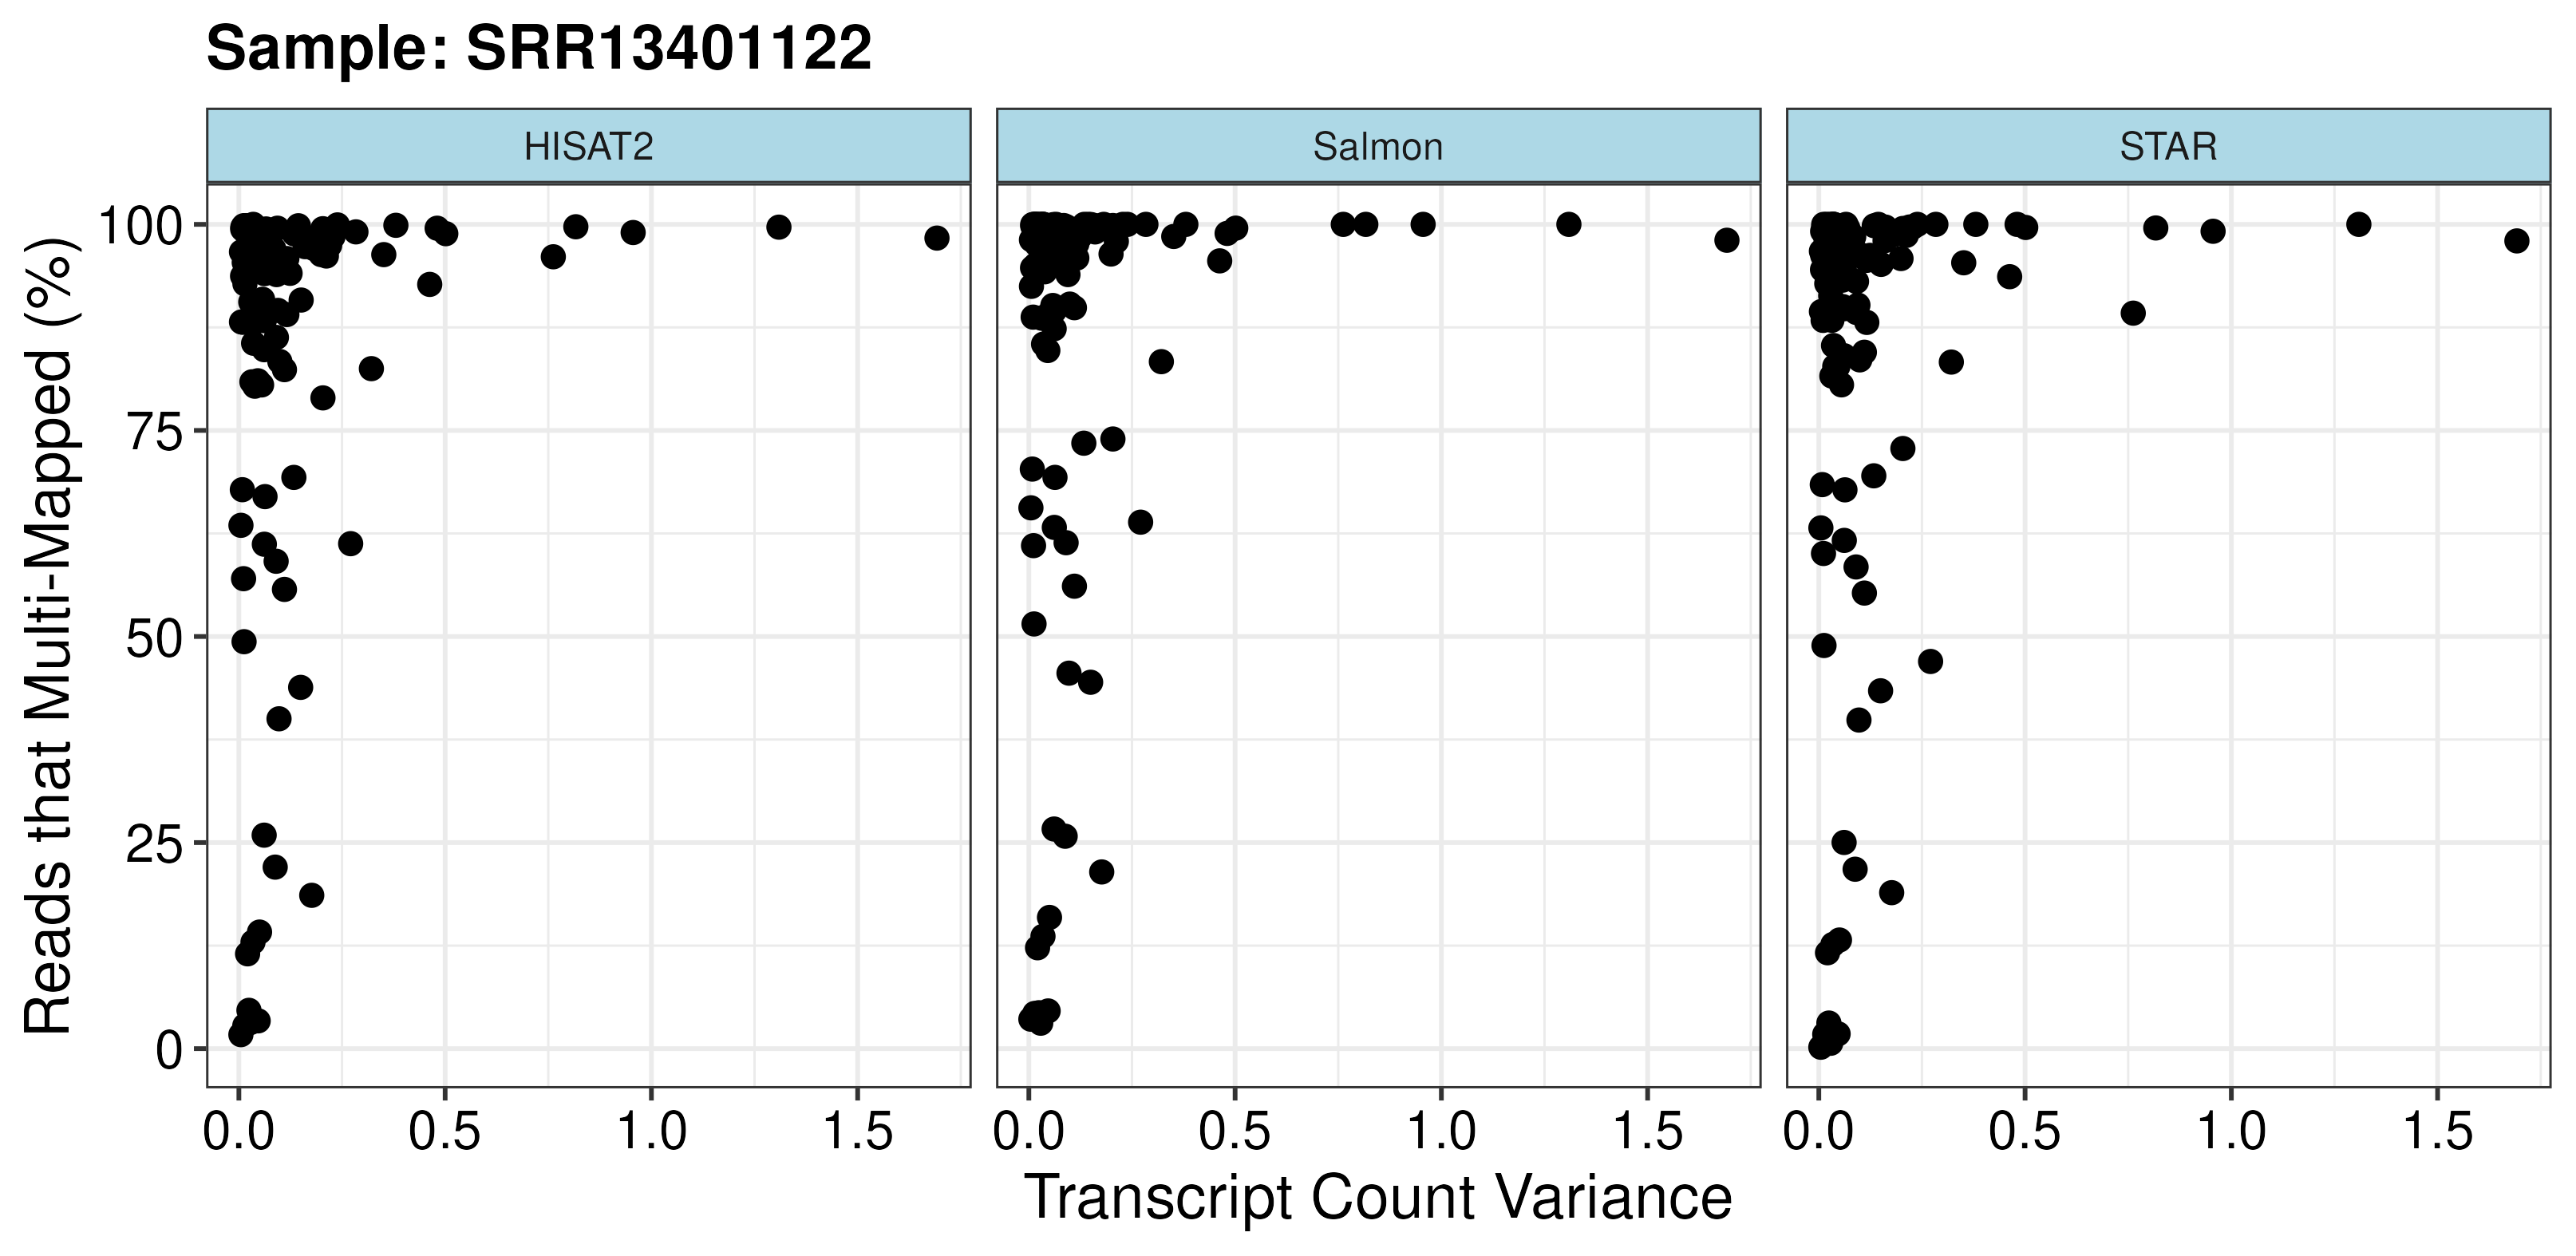 Sample: SRR13401122
HISAT2
Salmon
STAR
Reads that Multi-Mapped (%)
100
75
50
25
0
0.0 0.5 1.0 1.5
0.0 0.5 1.0 1.5
0.0 0.5 1.0 1.5
Transcript Count Variance